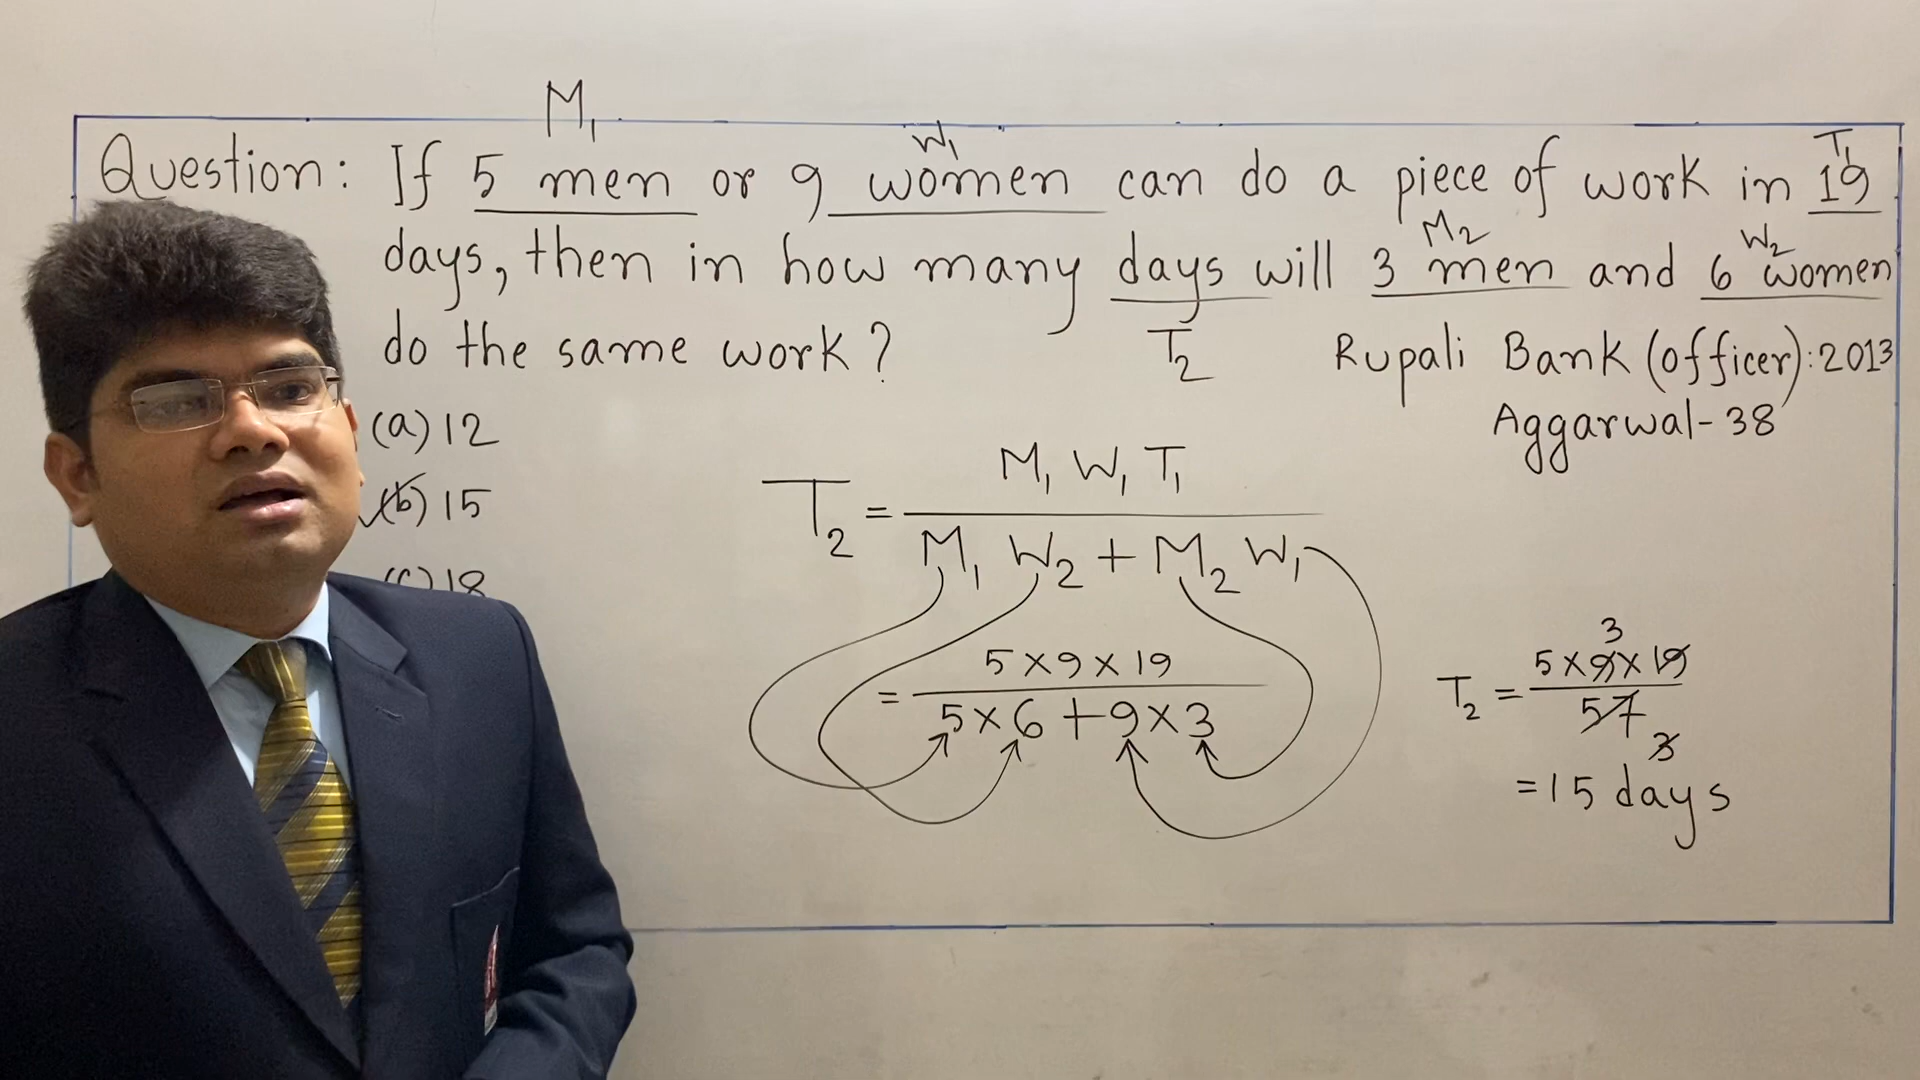 M₁
W₁
T₁
Question: If 5 men or 9 women can do a piece of work in 19
M₂ W₂
days, then in how many days will 3 men and 6 women
do the same work?
T₂
Rupali Bank (officer):2013
Aggarwal-38
(a) 12
(b) 15
(c) 18
T₂ = M₁ W₁ T₁ / M₁ W₂ + M₂ W₁
= 5×9×19 / 5×6+9×3
T₂ = 5×9×19 / 57
3
3
=15 days